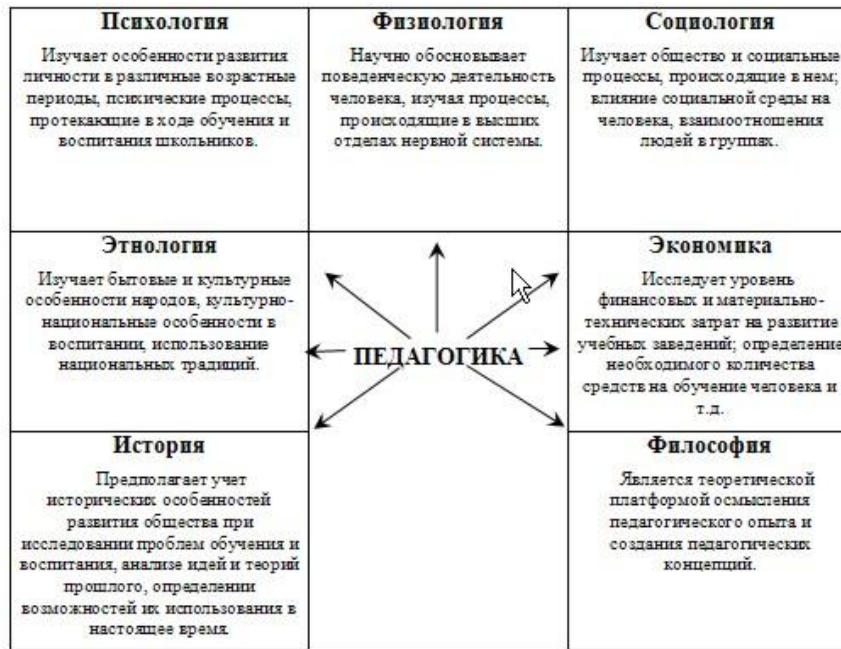 Психология
Изучает особенности развития
личности в различные возрастные
периоды, психические процессы,
протекающие в ходе обучения и
воспитания школьников.
Физиология
Научно обосновывает
поведенческую деятельность
человека, изучая процессы,
происходящие в высших
отделах нервной системы.
Социология
Изучает общество и социальные
процессы, происходящие в нем;
влияние социальной среды на
человека, взаимоотношения
людей в группах.
Этнология
Изучает бытовые и культурные
особенности народов, культурно-
национальные особенности в
воспитании, использование
национальных традиций.
ПЕДАГОГИКА
Экономика
Исследует уровень
финансовых и материально-
технических затрат на развитие
учебных заведений; определение
необходимого количества
средств на обучение человека и
т.д.
История
Предполагает учет
исторических особенностей
развития общества при
исследовании проблем обучения и
воспитания, анализе идей и теорий
прошлого, определении
возможностей их использования в
настоящее время.
Философия
Является теоретической
платформой осмысления
педагогического опыта и
создания педагогических
концепций.